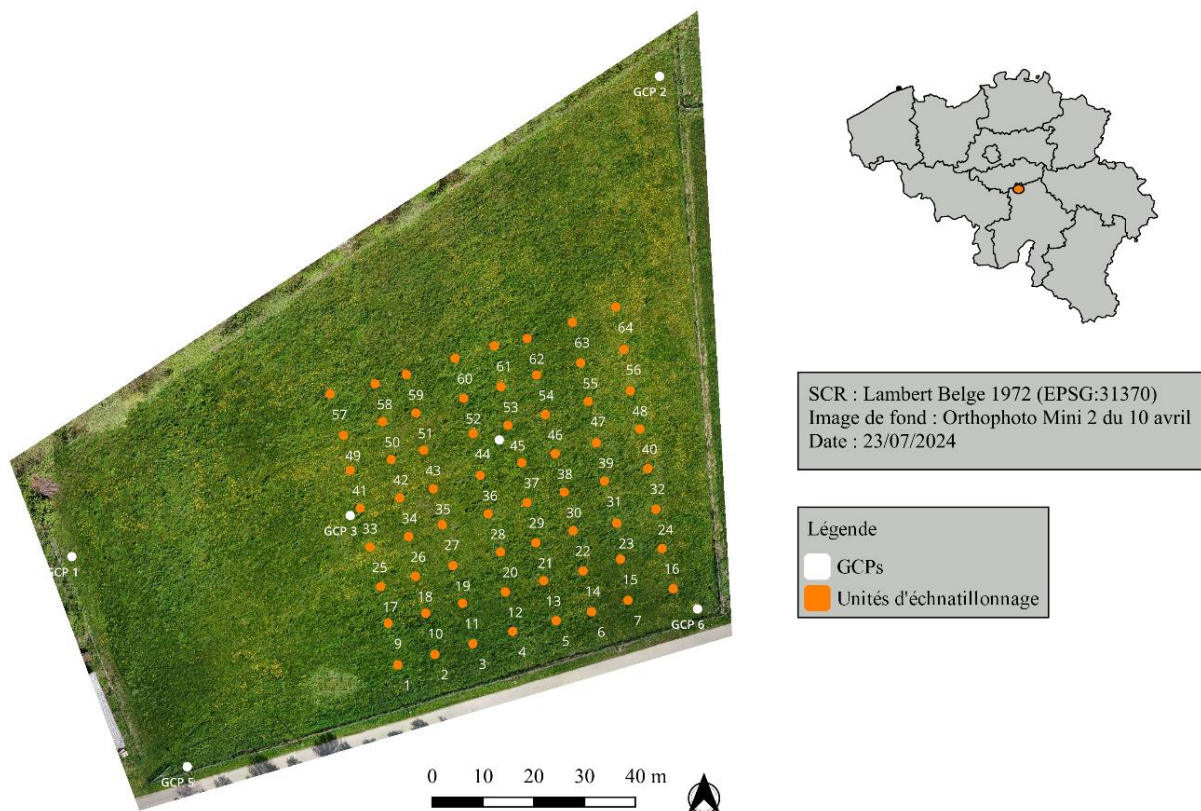 GCP 2
57 58 59 60 61 62 63 64
49 50 51 52 53 54 55 56
41 42 43 44 45 46 47 48
GCP 3
33 34 35 36 37 38 39 40
25 26 27 28 29 30 31 32
GCP 1
17 18 19 20 21 22 23 24
9 10 11 12 13 14 15 16
1 2 3 4 5 6 7
GCP 6
GCP 5
0 10 20 30 40 m
SCR : Lambert Belge 1972 (EPSG:31370)
Image de fond : Orthophoto Mini 2 du 10 avril
Date : 23/07/2024
Légende
GCPs
Unités d'échnatillonnage